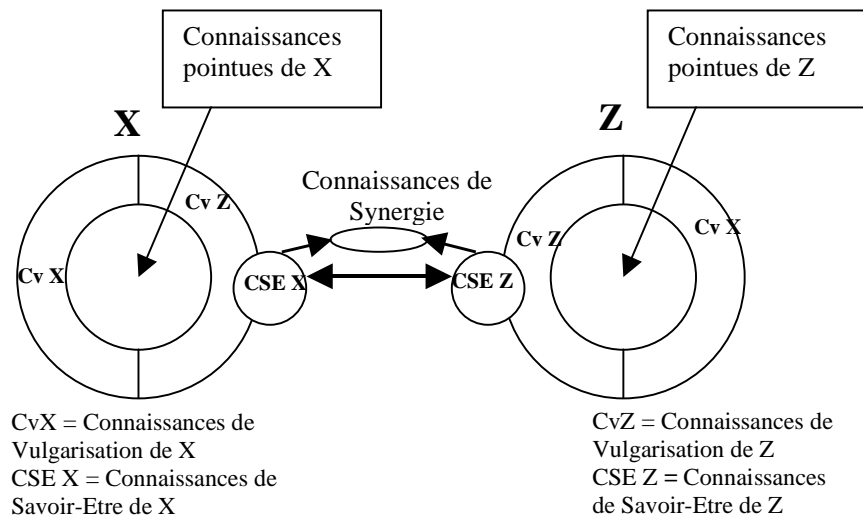 Connaissances
pointues de X
Connaissances
pointues de Z
X
Z
Connaissances de
Synergie
Cv Z
Cv X
CSE X
CSE Z
Cv Z
Cv X
CvX = Connaissances de
Vulgarisation de X
CSE X = Connaissances de
Savoir-Etre de X
CvZ = Connaissances de
Vulgarisation de Z
CSE Z = Connaissances
de Savoir-Etre de Z